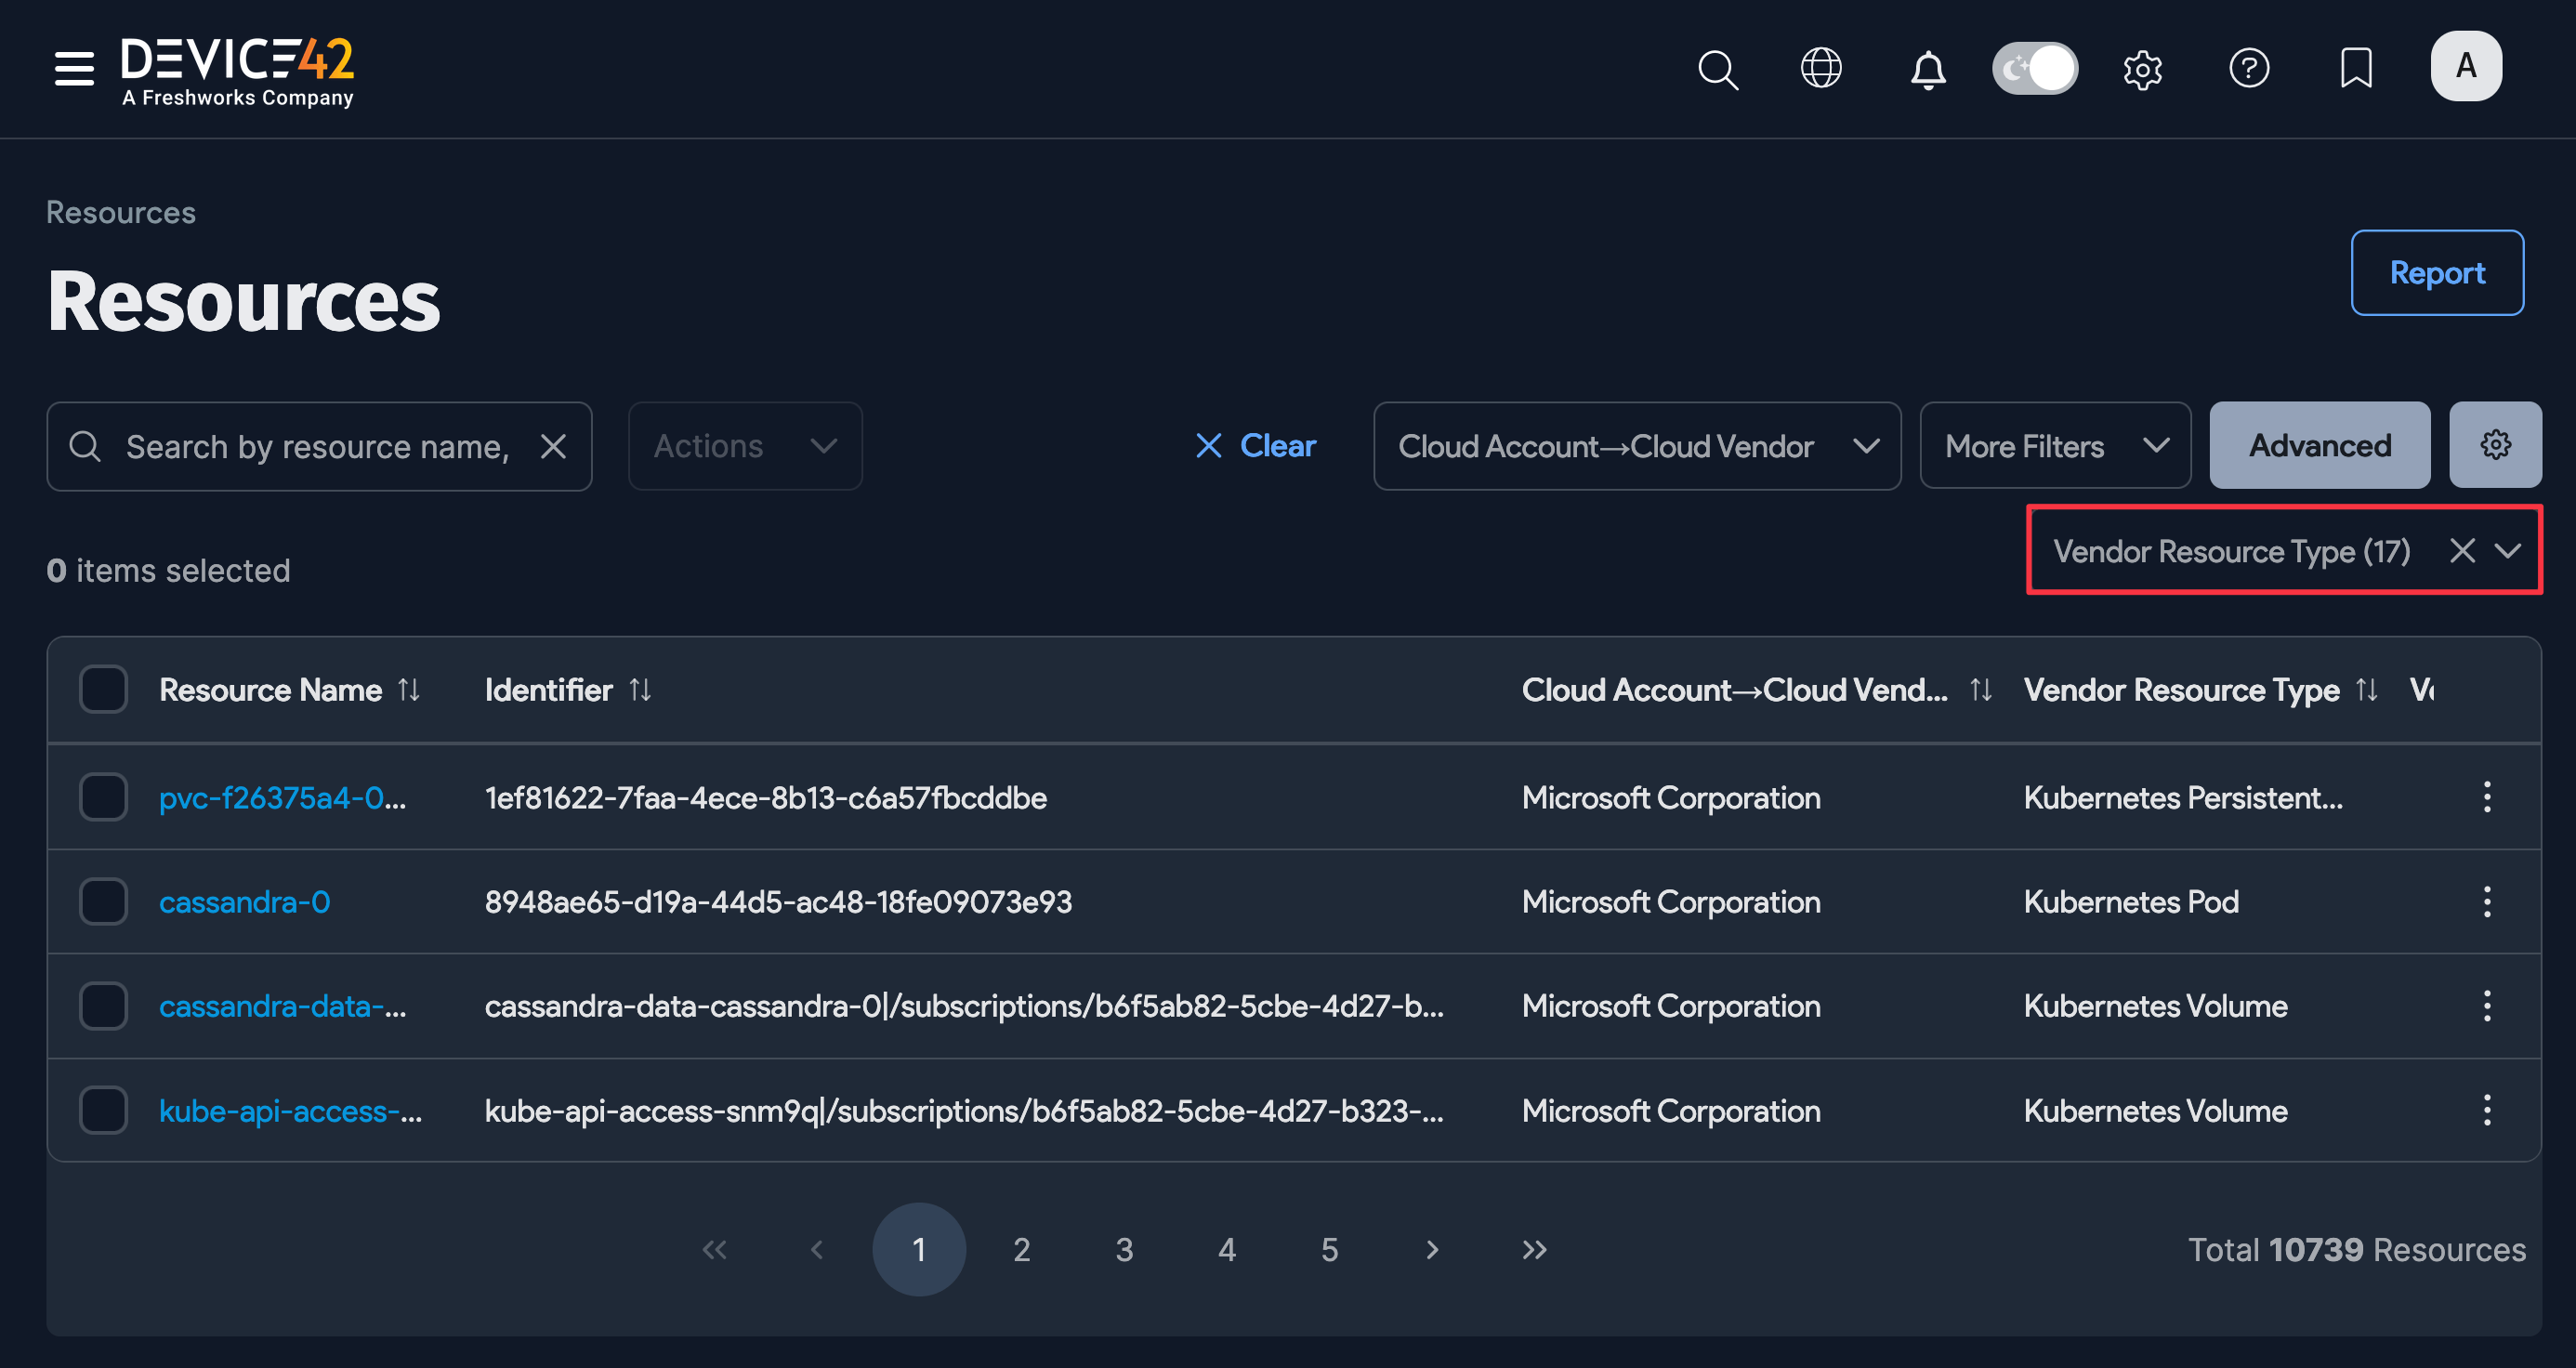 DEVICE42
A Freshworks Company
A
Resources
Resources
Report
Search by resource name,
Actions
Clear
Cloud Account→Cloud Vendor
More Filters
Advanced
0 items selected
Vendor Resource Type (17)
Resource Name
Identifier
Cloud Account→Cloud Vend...
Vendor Resource Type
pvc-f26375a4-0...
1ef81622-7faa-4ece-8b13-c6a57fbcddbe
Microsoft Corporation
Kubernetes Persistent...
cassandra-0
8948ae65-d19a-44d5-ac48-18fe09073e93
Microsoft Corporation
Kubernetes Pod
cassandra-data-...
cassandra-data-cassandra-0|/subscriptions/b6f5ab82-5cbe-4d27-b...
Microsoft Corporation
Kubernetes Volume
kube-api-access-...
kube-api-access-snm9q|/subscriptions/b6f5ab82-5cbe-4d27-b323-...
Microsoft Corporation
Kubernetes Volume
1
2
3
4
5
Total 10739 Resources